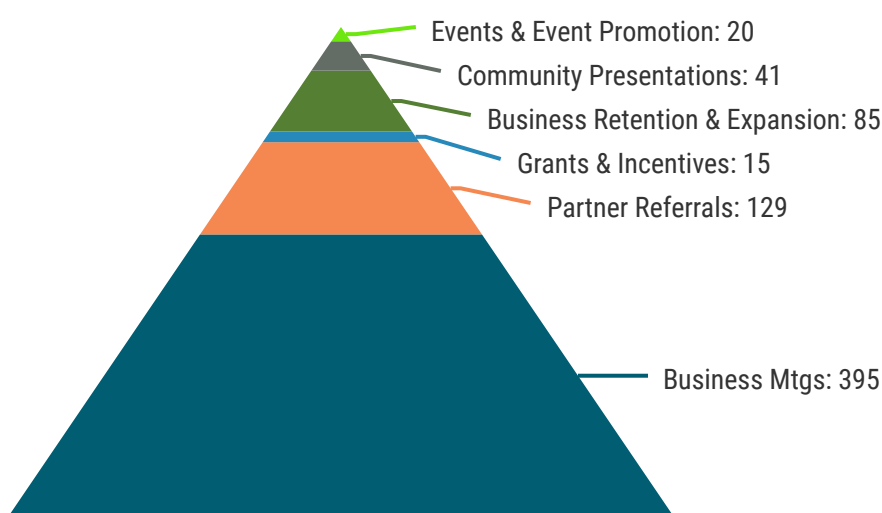 Events & Event Promotion: 20
Community Presentations: 41
Business Retention & Expansion: 85
Grants & Incentives: 15
Partner Referrals: 129
Business Mtgs: 395